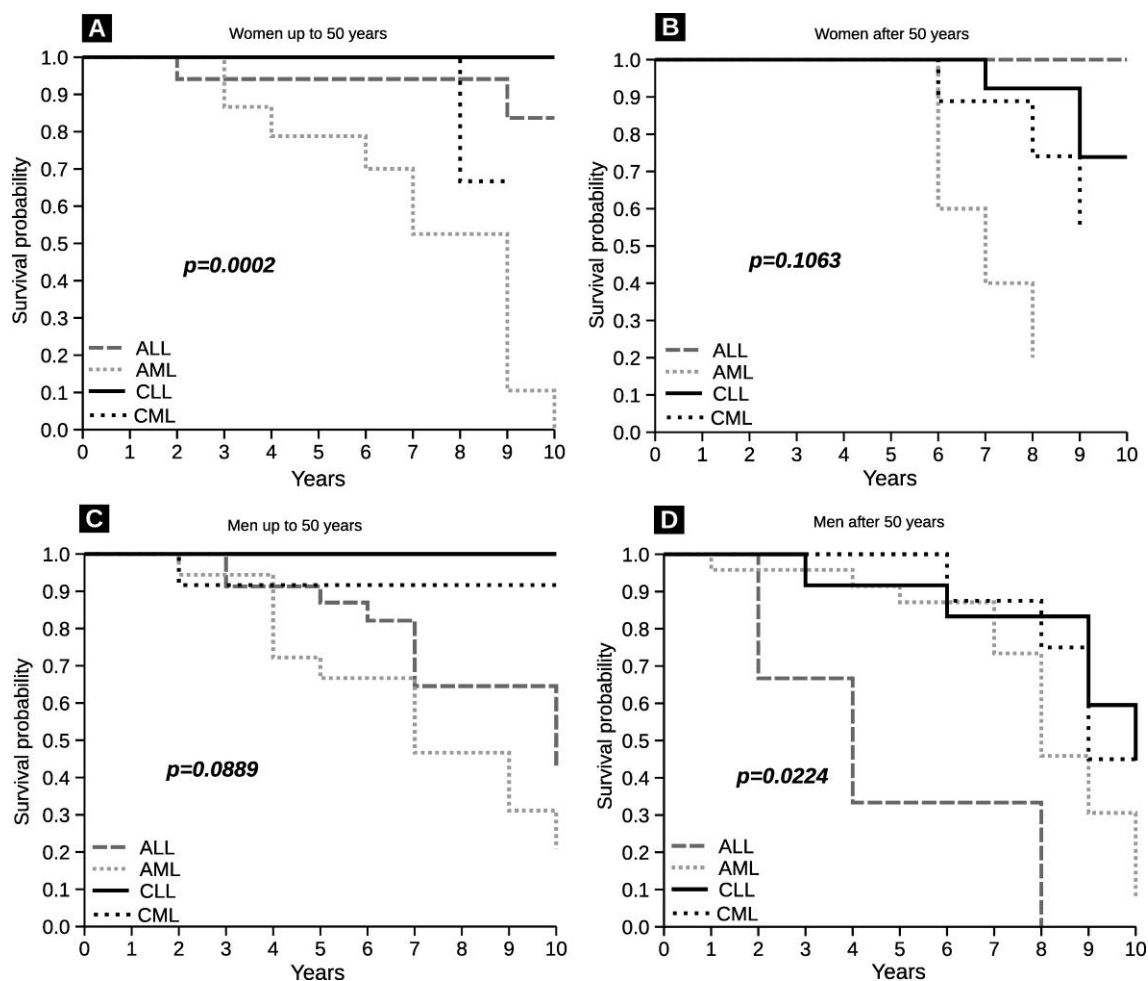 A
Women up to 50 years
Survival probability
1.0
0.9
0.8
0.7
0.6
0.5
0.4
0.3
0.2
0.1
0.0
p=0.0002
ALL
AML
CLL
CML
0 1 2 3 4 5 6 7 8 9 10
Years
B
Women after 50 years
Survival probability
1.0
0.9
0.8
0.7
0.6
0.5
0.4
0.3
0.2
0.1
0.0
p=0.1063
ALL
AML
CLL
CML
0 1 2 3 4 5 6 7 8 9 10
Years
C
Men up to 50 years
Survival probability
1.0
0.9
0.8
0.7
0.6
0.5
0.4
0.3
0.2
0.1
0.0
p=0.0889
ALL
AML
CLL
CML
0 1 2 3 4 5 6 7 8 9 10
Years
D
Men after 50 years
Survival probability
1.0
0.9
0.8
0.7
0.6
0.5
0.4
0.3
0.2
0.1
0.0
p=0.0224
ALL
AML
CLL
CML
0 1 2 3 4 5 6 7 8 9 10
Years